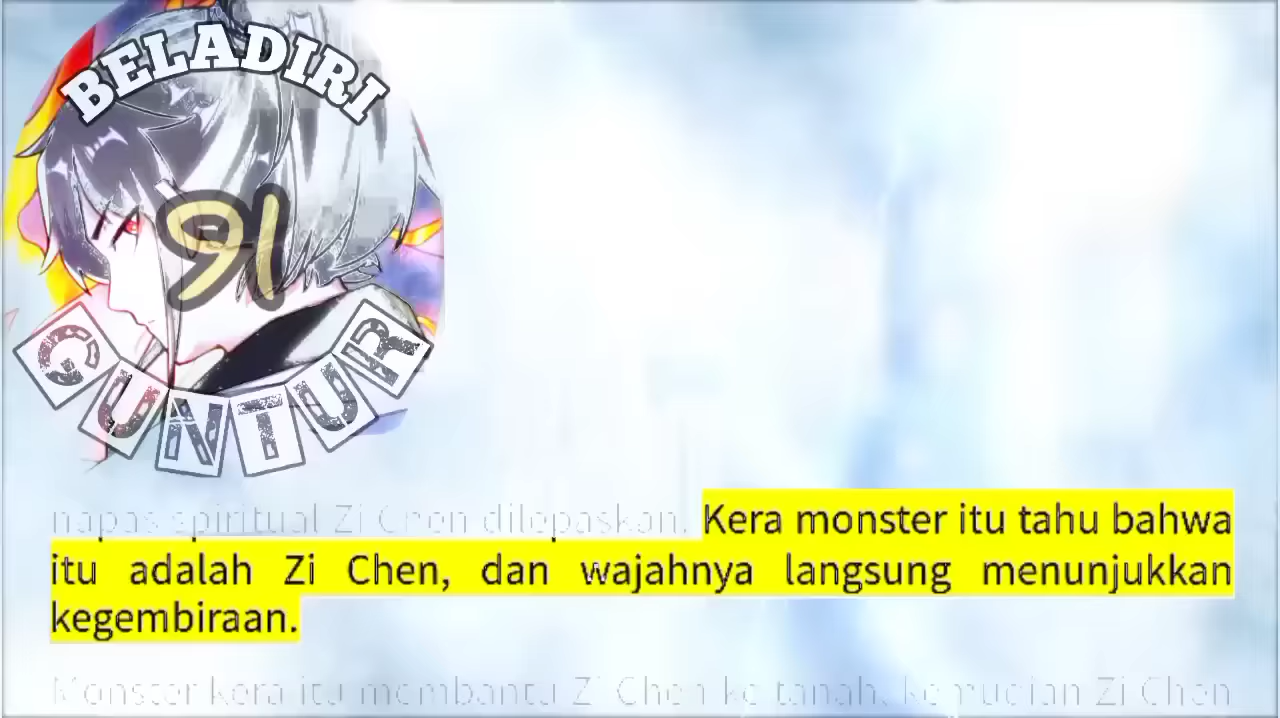 BELADIRI
91
GUNTUR
napas spiritual Zi Chen dilepaskan. Kera monster itu tahu bahwa
itu adalah Zi Chen, dan wajahnya langsung menunjukkan
kegembiraan.
Monster kera itu membantu Zi Chen ke tanah, kemudian Zi Chen